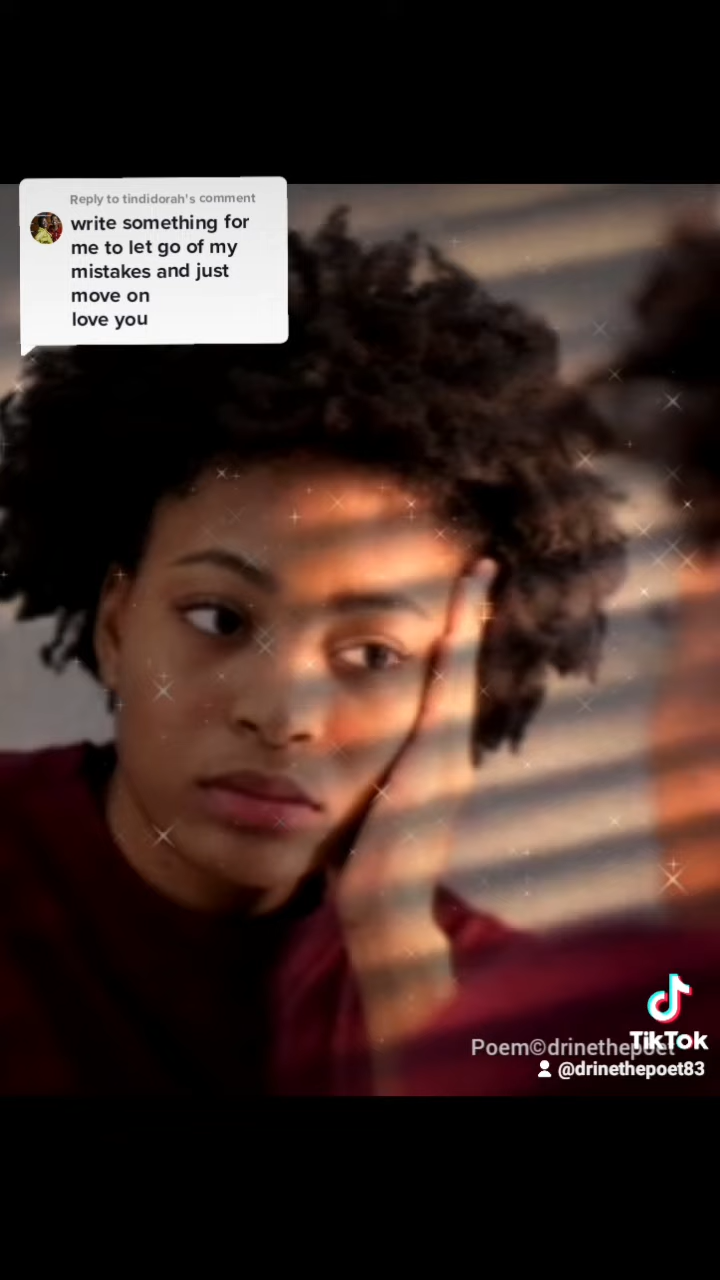 Reply to tindidorah's comment
write something for
me to let go of my
mistakes and just
move on
love you
TikTok
Poem©drinethepoet
@drinethepoet83